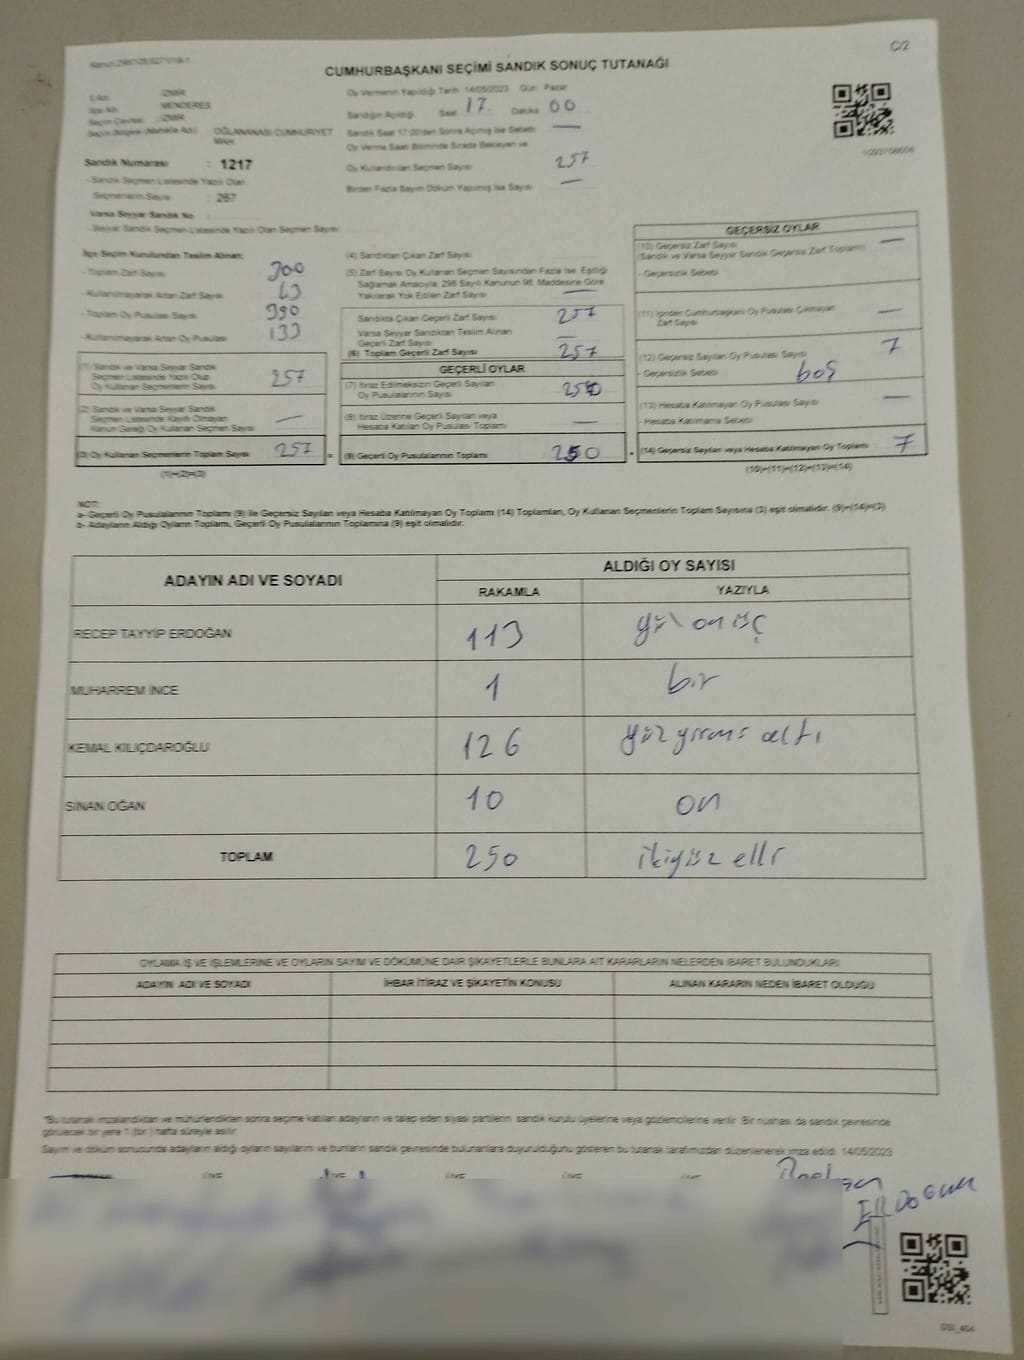 C/2
CUMHURBAŞKANI SEÇİMİ SANDIK SONUÇ TUTANAĞI
İli Adı : İZMİR
İlçe Adı : MENDERES
Seçim Çevresi : İZMİR
Seçim Bölgesi (Mahalle Adı) : OĞLANANASI CUMHURİYET MAH.
Sandık Numarası : 1217
- Sandık Seçmen Listesinde Yazılı Olan
Seçmenlerin Sayısı : 267
Varsa Seyyar Sandık No :
- Seyyar Sandık Seçmen Listesinde Yazılı Olan Seçmen Sayısı :
Oy Vermenin Yapıldığı Tarih 14/05/2023 Gün: Pazar
Sandığın Açıldığı Saat 17. Dakika 00
Sandık Saat 17:00'den Sonra Açılmış İse Sebebi —
Oy Verme Saati Bitiminde Sırada Bekleyen ve
Oy Kullandırılan Seçmen Sayısı 257
Birden Fazla Sayım Döküm Yapılmış İse Sayısı —
İlçe Seçim Kurulundan Teslim Alınan;
- Toplam Zarf Sayısı 300
- Kullanılmayarak Artan Zarf Sayısı 43
- Toplam Oy Pusulası Sayısı 390
- Kullanılmayarak Artan Oy Pusulası 133
(1) Sandık ve Varsa Seyyar Sandık
Seçmen Listesinde Yazılı Olup
Oy Kullanan Seçmenlerin Sayısı 257
(2) Sandık ve Varsa Seyyar Sandık
Seçmen Listesinde Kayıtlı Olmayan
Kanun Gereği Oy Kullanan Seçmen Sayısı —
(3) Oy Kullanan Seçmenlerin Toplam Sayısı 257
(1)+(2)=(3)
(4) Sandıktan Çıkan Zarf Sayısı
(5) Zarf Sayısı Oy Kullanan Seçmen Sayısından Fazla İse, Eşitliği
Sağlamak Amacıyla, 298 Sayılı Kanunun 98. Maddesine Göre
Yakılarak Yok Edilen Zarf Sayısı —
Sandıkta Çıkan Geçerli Zarf Sayısı 257
Varsa Seyyar Sandıktan Teslim Alınan
Geçerli Zarf Sayısı —
(6) Toplam Geçerli Zarf Sayısı 257
GEÇERLİ OYLAR
(7) İtiraz Edilmeksizin Geçerli Sayılan
Oy Pusulalarının Sayısı 250
(8) İtiraz Üzerine Geçerli Sayılan veya
Hesaba Katılan Oy Pusulası Toplamı —
(9) Geçerli Oy Pusulalarının Toplamı 250
GEÇERSİZ OYLAR
(10) Geçersiz Zarf Sayısı —
(Sandık ve Varsa Seyyar Sandık Geçersiz Zarf Toplamı)
- Geçersizlik Sebebi
(11) İçinden Cumhurbaşkanı Oy Pusulası Çıkmayan
Zarf Sayısı —
(12) Geçersiz Sayılan Oy Pusulası Sayısı 7
- Geçersizlik Sebebi boş
(13) Hesaba Katılmayan Oy Pusulası Sayısı —
- Hesaba Katılmama Sebebi
(14) Geçersiz Sayılan veya Hesaba Katılmayan Oy Toplamı 7
(10)+(11)+(12)+(13)=(14)
NOT:
a- Geçerli Oy Pusulalarının Toplamı (9) ile Geçersiz Sayılan veya Hesaba Katılmayan Oy Toplamı (14) Toplamları, Oy Kullanan Seçmenlerin Toplam Sayısına (3) eşit olmalıdır. (9)+(14)=(3)
b- Adayların Aldığı Oyların Toplamı, Geçerli Oy Pusulalarının Toplamına (9) eşit olmalıdır.
ADAYIN ADI VE SOYADI
ALDIĞI OY SAYISI
RAKAMLA YAZIYLA
RECEP TAYYİP ERDOĞAN 113 yüz on üç
MUHARREM İNCE 1 bir
KEMAL KILIÇDAROĞLU 126 yüz yirmi altı
SİNAN OĞAN 10 on
TOPLAM 250 ikiyüz elli
OYLAMA İŞ VE İŞLEMLERİNE VE OYLARIN SAYIM VE DÖKÜMÜNE DAİR ŞİKAYETLERLE BUNLARA AİT KARARLARIN NELERDEN İBARET BULUNDUKLARI
ADAYIN ADI VE SOYADI İHBAR İTİRAZ VE ŞİKAYETİN KONUSU ALINAN KARARIN NEDEN İBARET OLDUĞU
"Bu tutanak imzalandıktan ve mühürlendikten sonra seçime katılan adayların ve talep eden siyasi partilerin sandık kurulu üyelerine veya gözlemcilerine verilir. Bir nüshası da sandık çevresinde
görülecek bir yere 1 (bir) hafta süreyle asılır.
Sayım ve döküm sonucunda adayların aldığı oyların sayılarını ve bunların sandık çevresinde bulunanlara duyurulduğunu gösteren bu tutanak tarafımızdan düzenlenerek imza edildi. 14/05/2023
ÜYE ÜYE ÜYE ÜYE ÜYE
ERDOĞAN